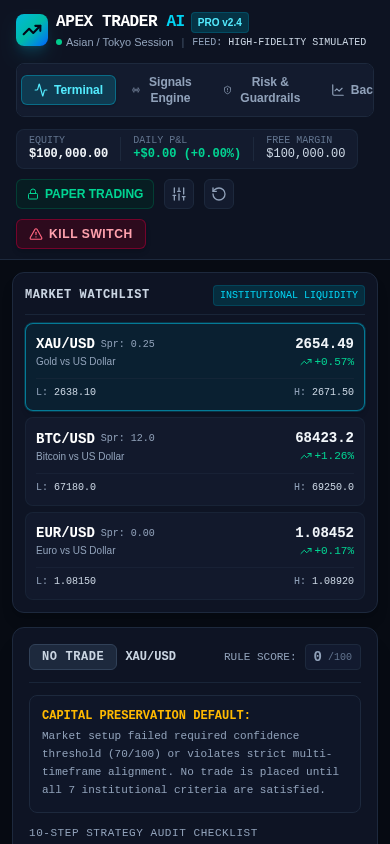 APEX TRADER AI PRO v2.4
Asian / Tokyo Session | FEED: HIGH-FIDELITY SIMULATED
Terminal
Signals
Engine
Risk &
Guardrails
Bac
EQUITY
$100,000.00
DAILY P&L
+$0.00 (+0.00%)
FREE MARGIN
$100,000.00
PAPER TRADING
KILL SWITCH
MARKET WATCHLIST
INSTITUTIONAL LIQUIDITY
XAU/USD Spr: 0.25 2654.49
Gold vs US Dollar +0.57%
L: 2638.10 H: 2671.50
BTC/USD Spr: 12.0 68423.2
Bitcoin vs US Dollar +1.26%
L: 67180.0 H: 69250.0
EUR/USD Spr: 0.00 1.08452
Euro vs US Dollar +0.17%
L: 1.08150 H: 1.08920
NO TRADE XAU/USD RULE SCORE: 0 /100
CAPITAL PRESERVATION DEFAULT:
Market setup failed required confidence
threshold (70/100) or violates strict multi-
timeframe alignment. No trade is placed until
all 7 institutional criteria are satisfied.
10-STEP STRATEGY AUDIT CHECKLIST